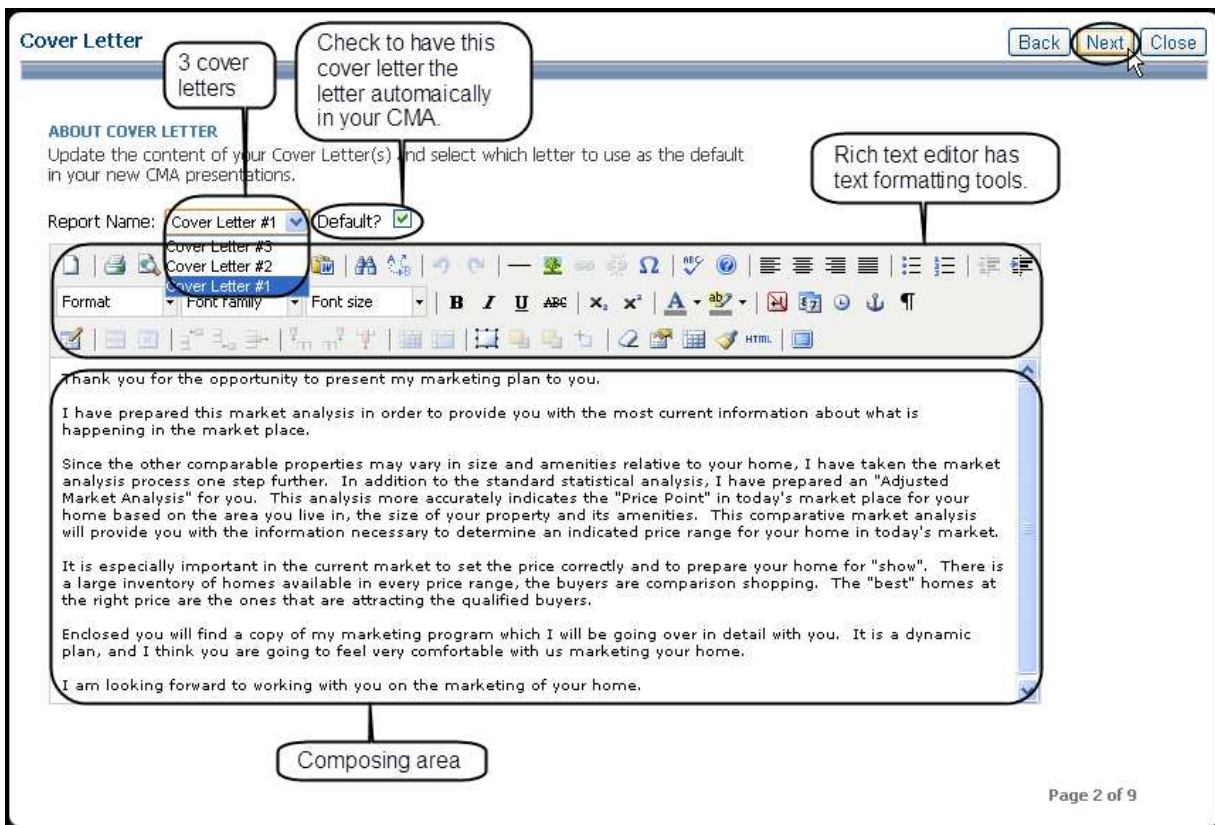 Cover Letter
Back
Next
Close
3 cover
letters
Check to have this
cover letter the
letter automaically
in your CMA.
ABOUT COVER LETTER
Update the content of your Cover Letter(s) and select which letter to use as the default
in your new CMA presentations.
Rich text editor has
text formatting tools.
Report Name: Cover Letter #1 Default?
Cover Letter #3
Cover Letter #2
Cover Letter #1
Format Font family Font size B I U ABC x₂ x² A ab
HTML
Thank you for the opportunity to present my marketing plan to you.
I have prepared this market analysis in order to provide you with the most current information about what is
happening in the market place.
Since the other comparable properties may vary in size and amenities relative to your home, I have taken the market
analysis process one step further. In addition to the standard statistical analysis, I have prepared an "Adjusted
Market Analysis" for you. This analysis more accurately indicates the "Price Point" in today's market place for your
home based on the area you live in, the size of your property and its amenities. This comparative market analysis
will provide you with the information necessary to determine an indicated price range for your home in today's market.
It is especially important in the current market to set the price correctly and to prepare your home for "show". There is
a large inventory of homes available in every price range, the buyers are comparison shopping. The "best" homes at
the right price are the ones that are attracting the qualified buyers.
Enclosed you will find a copy of my marketing program which I will be going over in detail with you. It is a dynamic
plan, and I think you are going to feel very comfortable with us marketing your home.
I am looking forward to working with you on the marketing of your home.
Composing area
Page 2 of 9